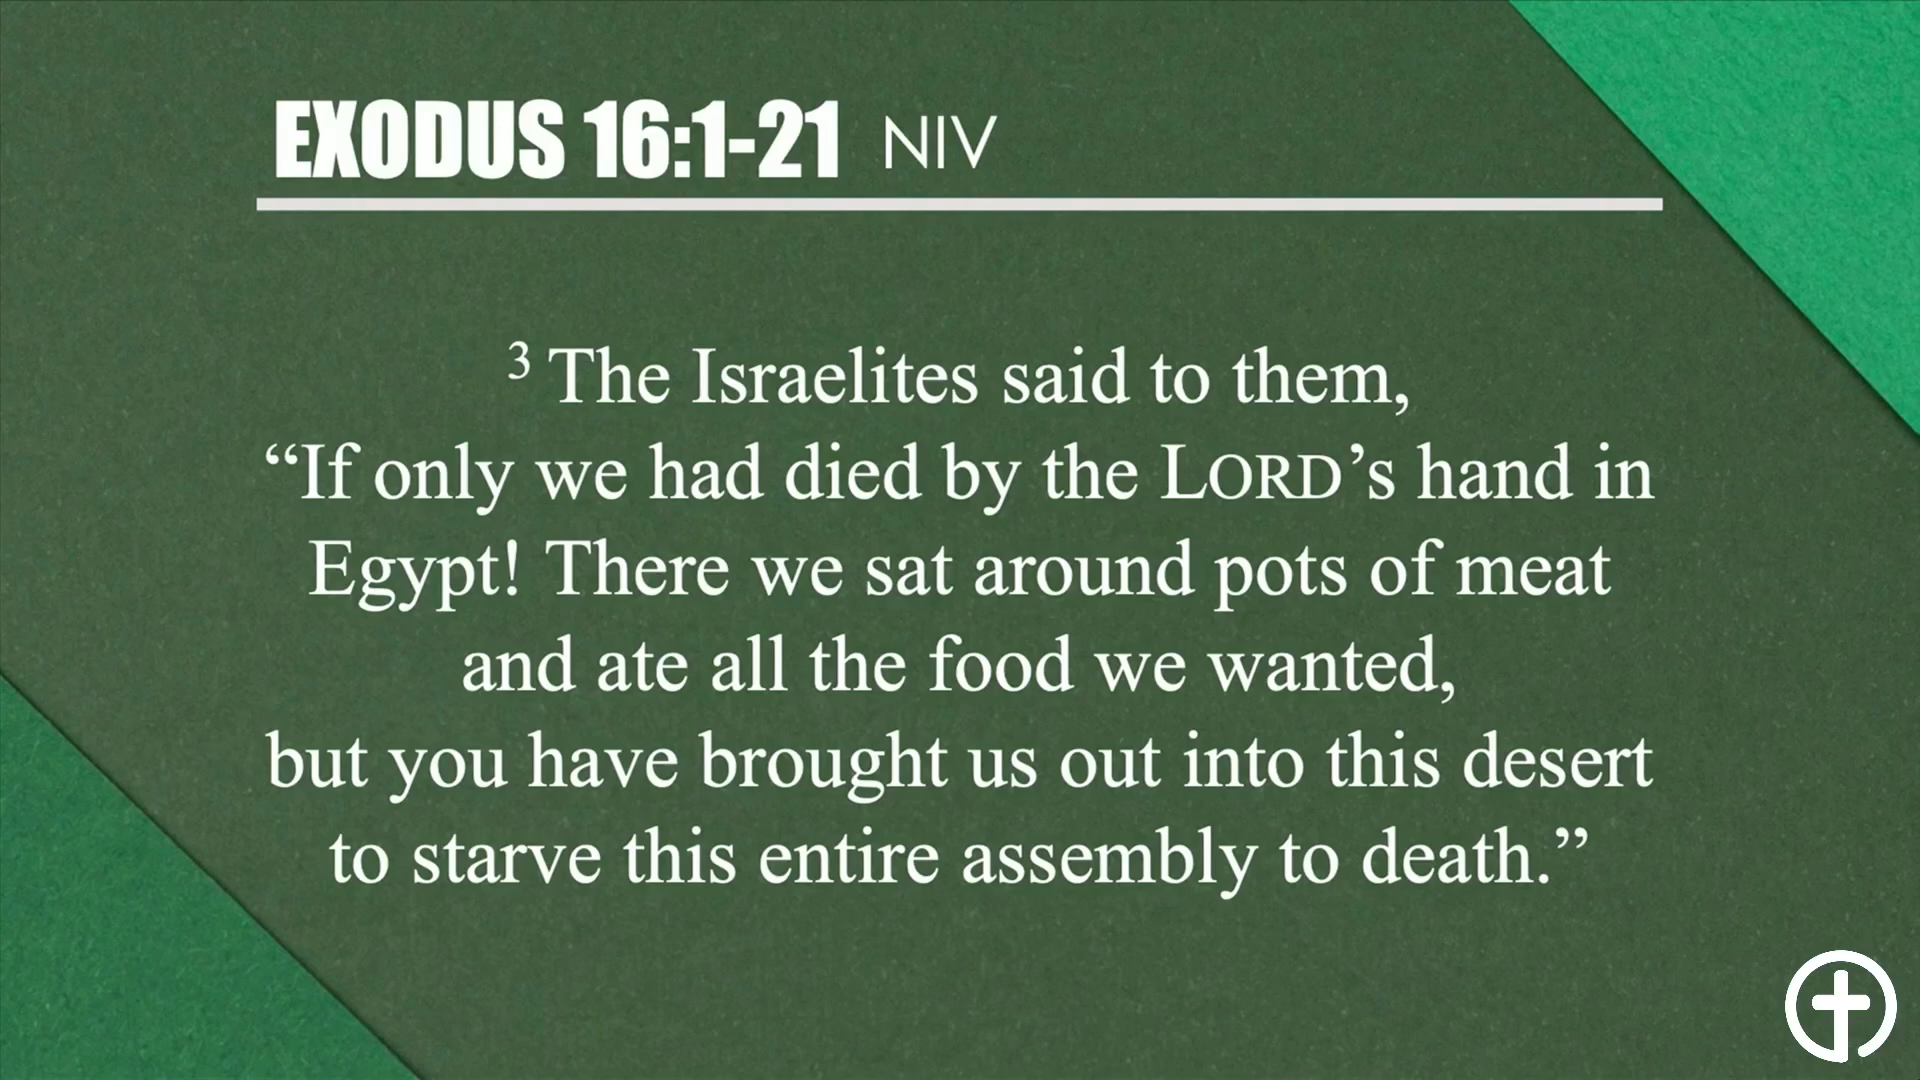 EXODUS 16:1-21 NIV
3 The Israelites said to them,
“If only we had died by the LORD’s hand in
Egypt! There we sat around pots of meat
and ate all the food we wanted,
but you have brought us out into this desert
to starve this entire assembly to death.”